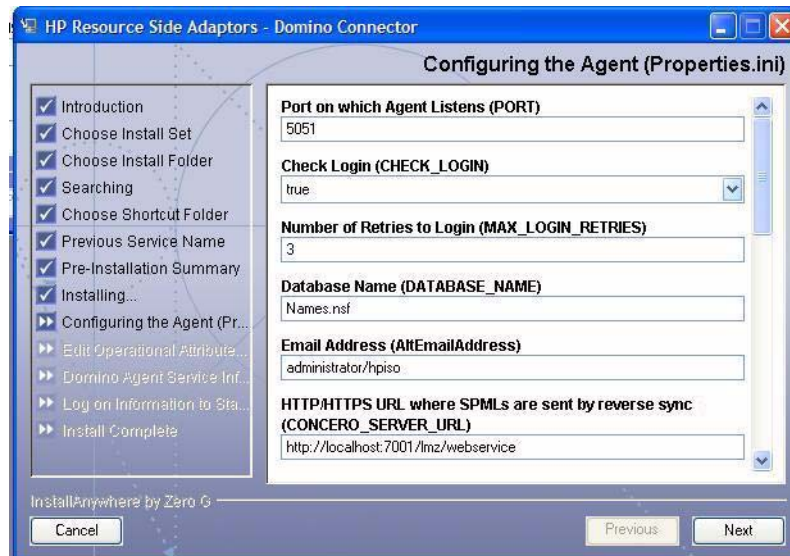 HP Resource Side Adaptors - Domino Connector
Configuring the Agent (Properties.ini)
Introduction
Choose Install Set
Choose Install Folder
Searching
Choose Shortcut Folder
Previous Service Name
Pre-Installation Summary
Installing...
Configuring the Agent (Pr...
Edit Operational Attribute...
Domino Agent Service Inf...
Log on Information to Sta...
Install Complete
Port on which Agent Listens (PORT)
5051
Check Login (CHECK_LOGIN)
true
Number of Retries to Login (MAX_LOGIN_RETRIES)
3
Database Name (DATABASE_NAME)
Names.nsf
Email Address (AltEmailAddress)
administrator/hpiso
HTTP/HTTPS URL where SPMLs are sent by reverse sync
(CONCERO_SERVER_URL)
http://localhost:7001/lmz/webservice
InstallAnywhere by Zero G
Cancel
Previous
Next